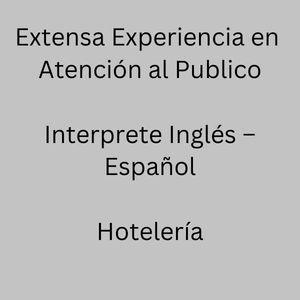 Extensa Experiencia en
Atención al Publico
Interprete Inglés –
Español
Hotelería